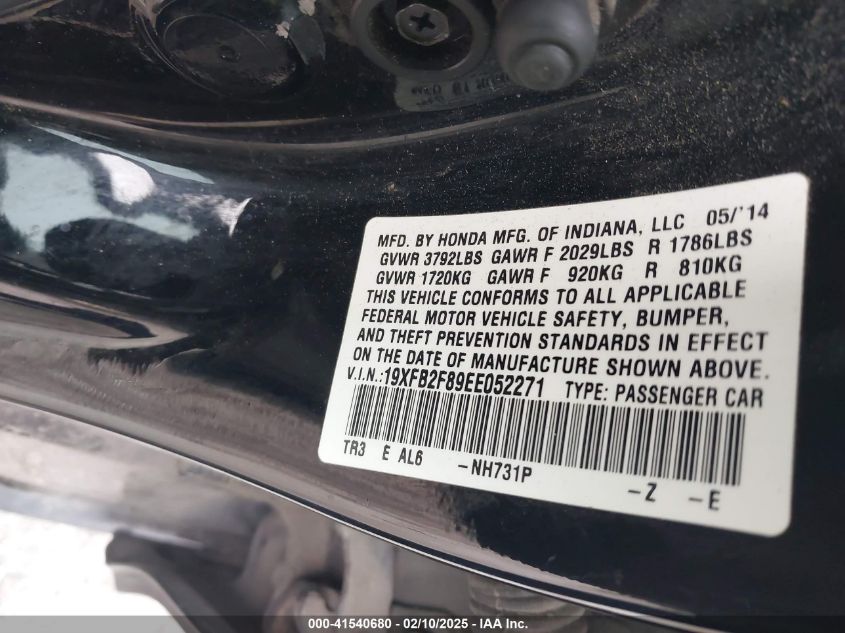 MFD. BY HONDA MFG. OF INDIANA, LLC 05/'14
GVWR 3792LBS GAWR F 2029LBS R 1786LBS
GVWR 1720KG GAWR F 920KG R 810KG
THIS VEHICLE CONFORMS TO ALL APPLICABLE
FEDERAL MOTOR VEHICLE SAFETY, BUMPER,
AND THEFT PREVENTION STANDARDS IN EFFECT
ON THE DATE OF MANUFACTURE SHOWN ABOVE.
V.I.N.:19XFB2F89EE052271 TYPE: PASSENGER CAR
TR3 E AL6 -NH731P -Z -E
000-41540680 - 02/10/2025 - IAAI.com